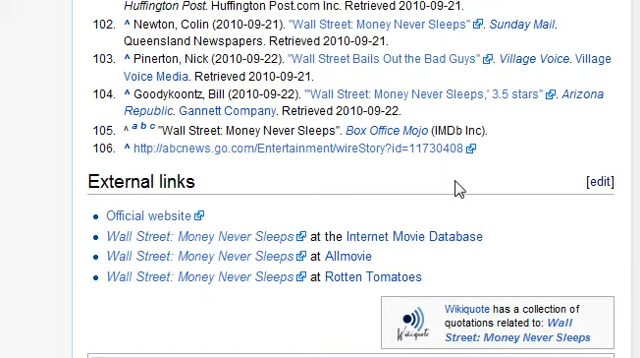 Huffington Post. Huffington Post.com Inc. Retrieved 2010-09-21.
102. ^ Newton, Colin (2010-09-21). "Wall Street: Money Never Sleeps". Sunday Mail.
Queensland Newspapers. Retrieved 2010-09-21.
103. ^ Pinerton, Nick (2010-09-22). "Wall Street Bails Out the Bad Guys". Village Voice. Village
Voice Media. Retrieved 2010-09-21.
104. ^ Goodykoontz, Bill (2010-09-22). "'Wall Street: Money Never Sleeps,' 3.5 stars". Arizona
Republic. Gannett Company. Retrieved 2010-09-22.
105. ^ a b c "Wall Street: Money Never Sleeps". Box Office Mojo (IMDb Inc).
106. ^ http://abcnews.go.com/Entertainment/wireStory?id=11730408
External links [edit]
• Official website
• Wall Street: Money Never Sleeps at the Internet Movie Database
• Wall Street: Money Never Sleeps at Allmovie
• Wall Street: Money Never Sleeps at Rotten Tomatoes
Wikiquote
Wikiquote has a collection of
quotations related to: Wall
Street: Money Never Sleeps